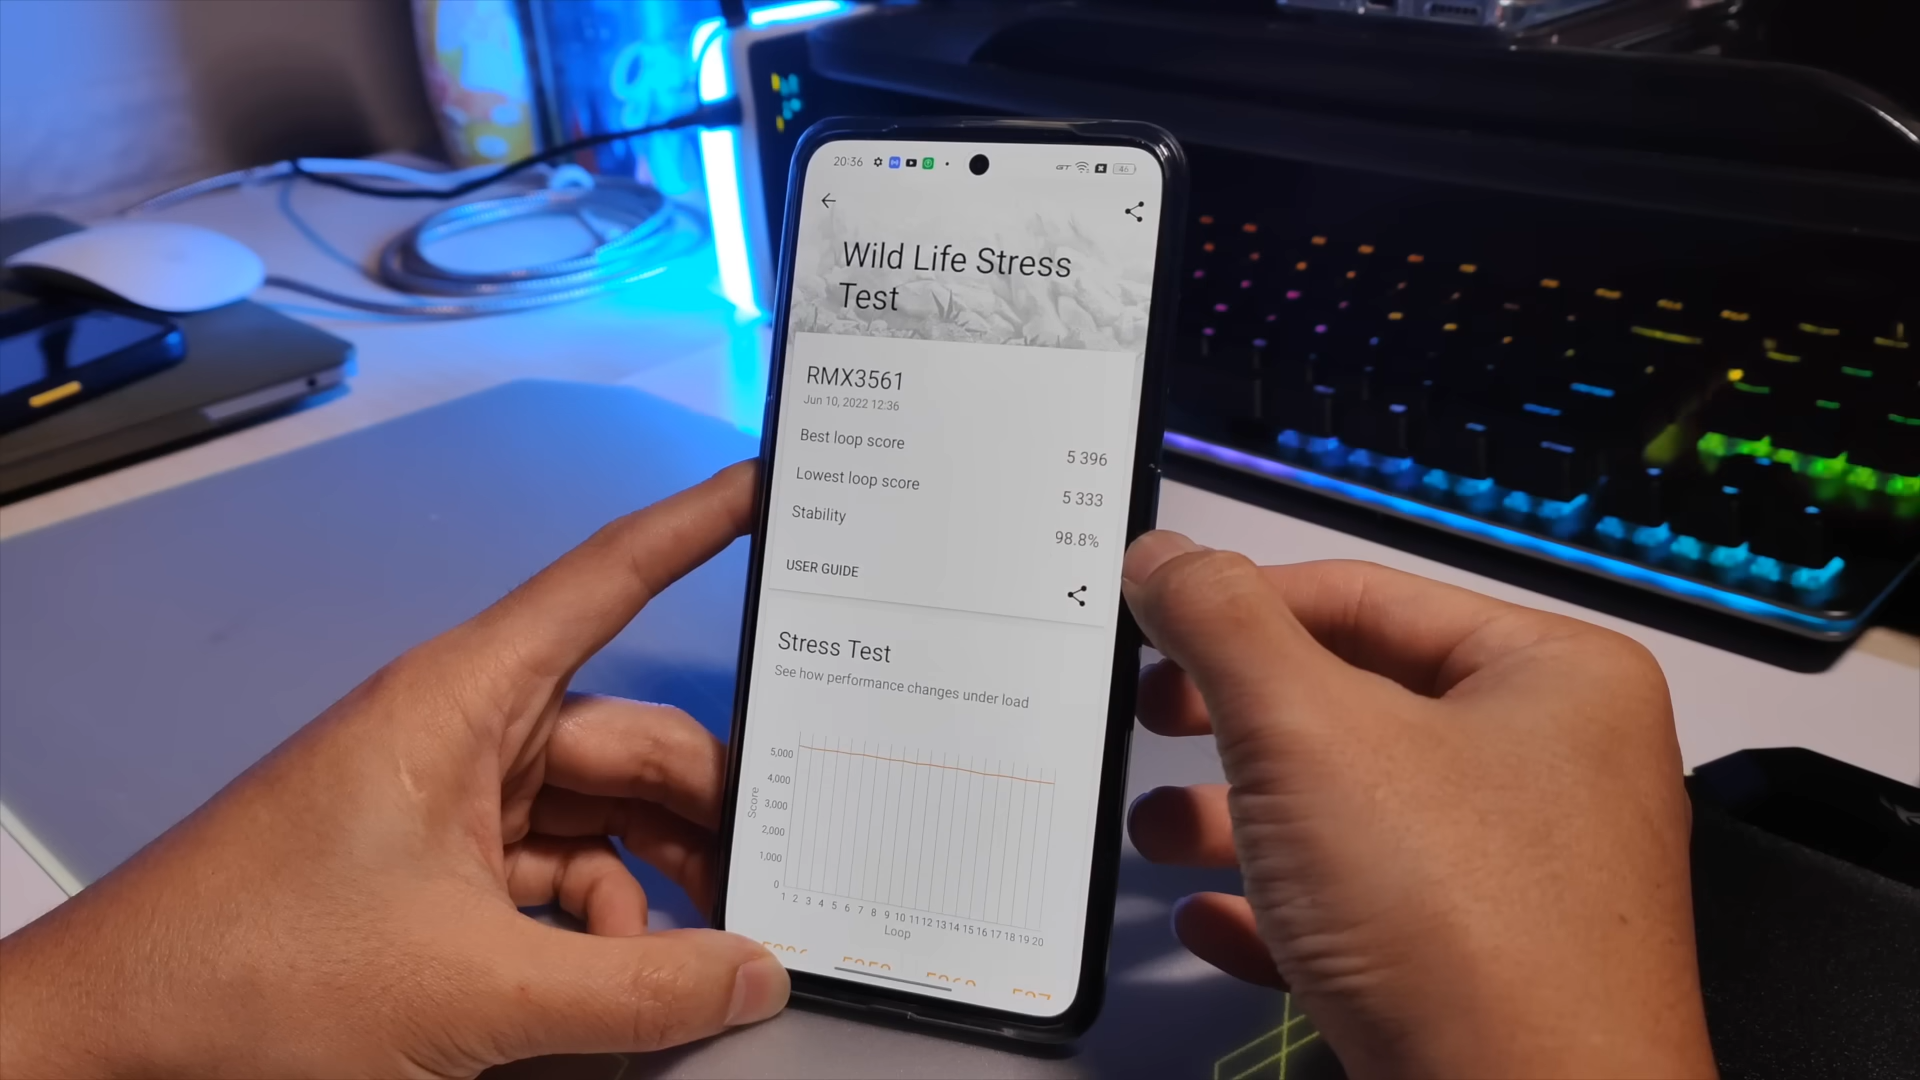 20:36
GT
46
Wild Life Stress
Test
RMX3561
Jun 10, 2022 12:36
Best loop score
5 396
Lowest loop score
5 333
Stability
98.8%
USER GUIDE
Stress Test
See how performance changes under load
5,000
4,000
3,000
2,000
1,000
0
Score
1 2 3 4 5 6 7 8 9 10 11 12 13 14 15 16 17 18 19 20
Loop